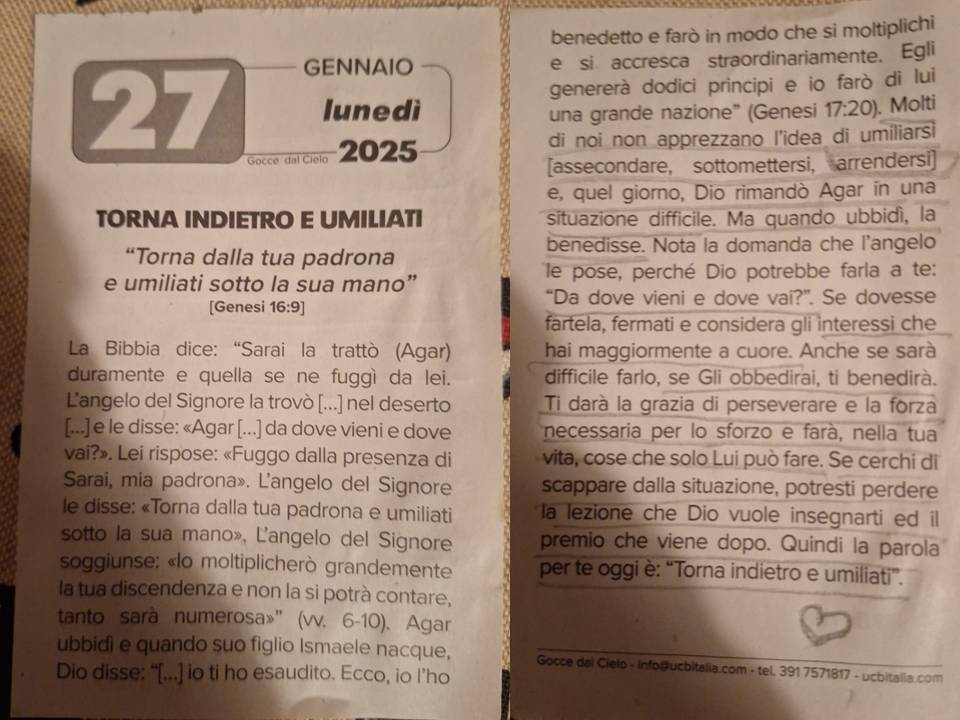 27
GENNAIO
lunedì
Gocce dal Cielo 2025
TORNA INDIETRO E UMILIATI
“Torna dalla tua padrona
e umiliati sotto la sua mano”
[Genesi 16:9]
La Bibbia dice: “Sarai la trattò (Agar)
duramente e quella se ne fuggì da lei.
L’angelo del Signore la trovò [...] nel deserto
[...] e le disse: «Agar [...] da dove vieni e dove
vai?». Lei rispose: «Fuggo dalla presenza di
Sarai, mia padrona». L’angelo del Signore
le disse: «Torna dalla tua padrona e umiliati
sotto la sua mano». L’angelo del Signore
soggiunse: «Io moltiplicherò grandemente
la tua discendenza e non la si potrà contare,
tanto sarà numerosa»” (vv. 6-10). Agar
ubbidì e quando suo figlio Ismaele nacque,
Dio disse: “[...] io ti ho esaudito. Ecco, io l’ho
benedetto e farò in modo che si moltiplichi
e si accresca straordinariamente. Egli
genererà dodici principi e io farò di lui
una grande nazione” (Genesi 17:20). Molti
di noi non apprezzano l’idea di umiliarsi
[assecondare, sottomettersi, arrendersi]
e, quel giorno, Dio rimandò Agar in una
situazione difficile. Ma quando ubbidì, la
benedisse. Nota la domanda che l’angelo
le pose, perché Dio potrebbe farla a te:
“Da dove vieni e dove vai?”. Se dovesse
fartela, fermati e considera gli interessi che
hai maggiormente a cuore. Anche se sarà
difficile farlo, se Gli obbedirai, ti benedirà.
Ti darà la grazia di perseverare e la forza
necessaria per lo sforzo e farà, nella tua
vita, cose che solo Lui può fare. Se cerchi di
scappare dalla situazione, potresti perdere
la lezione che Dio vuole insegnarti ed il
premio che viene dopo. Quindi la parola
per te oggi è: “Torna indietro e umiliati”.
Gocce dal Cielo - Info@ucbitalia.com - tel. 391 7571817 - ucbitalia.com